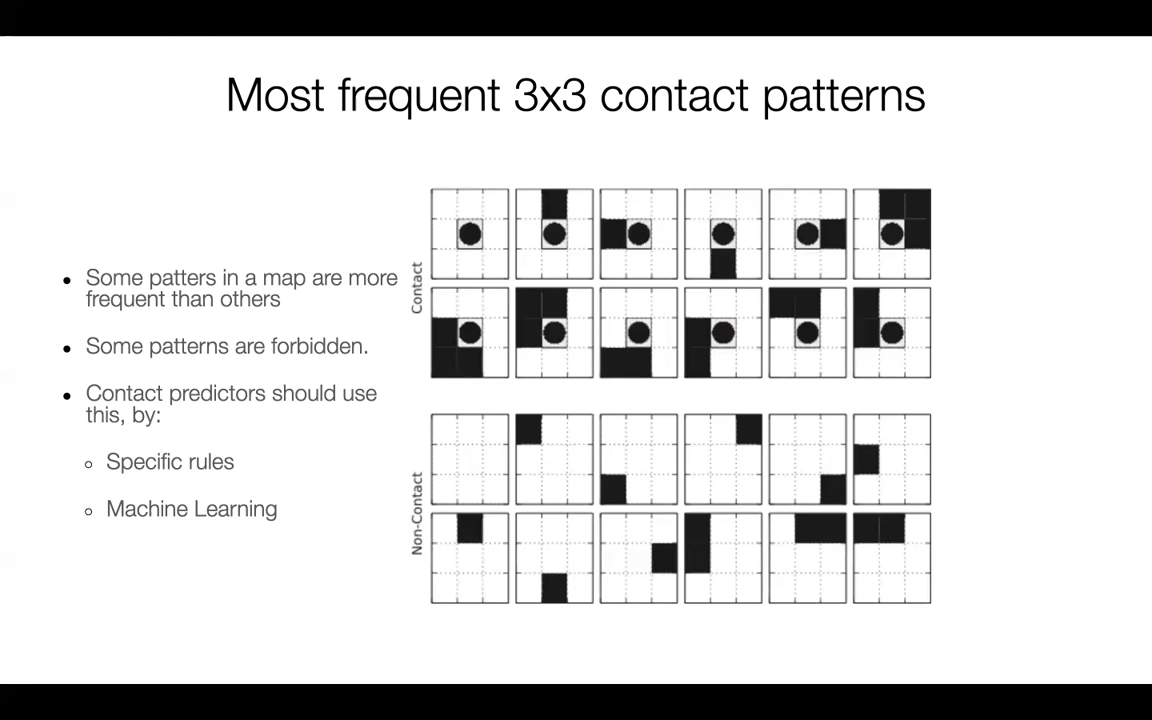 Most frequent 3x3 contact patterns
• Some patters in a map are more
frequent than others
• Some patterns are forbidden.
• Contact predictors should use
this, by:
○ Specific rules
○ Machine Learning
Contact
Non-Contact